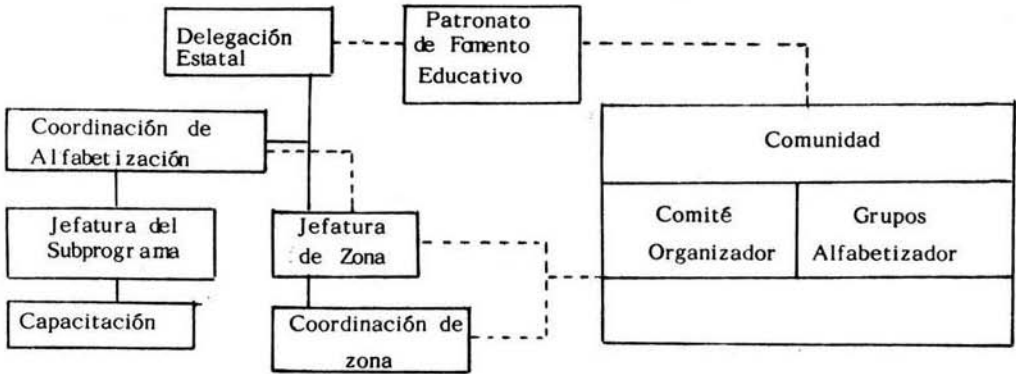 Delegación
Estatal
Patronato
de Fomento
Educativo
Coordinación de
Alfabetización
Comunidad
Jefatura del
Subprograma
Jefatura
de Zona
Comité
Organizador
Grupos
Alfabetizador
Capacitación
Coordinación de
zona